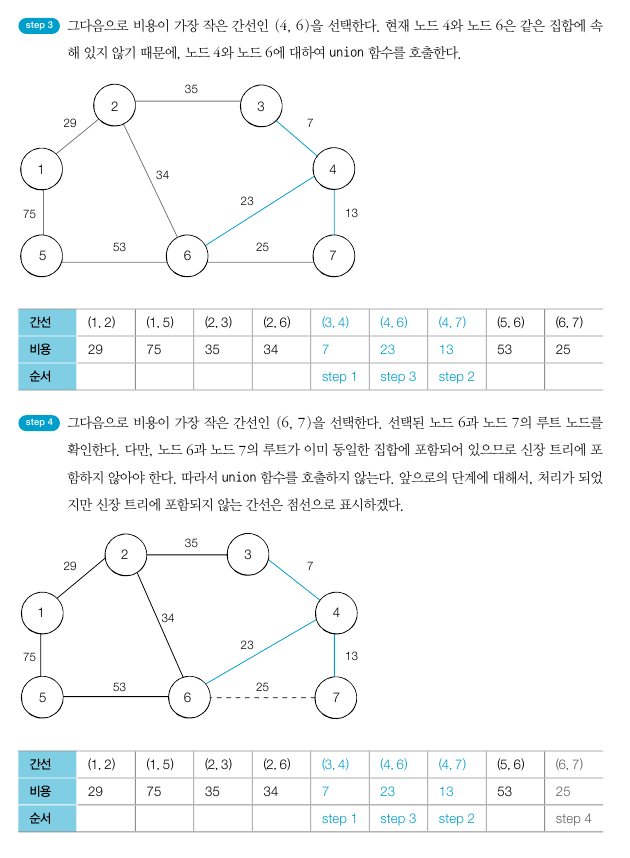 step 3 그다음으로 비용이 가장 작은 간선인 (4, 6)을 선택한다. 현재 노드 4와 노드 6은 같은 집합에 속
해 있지 않기 때문에, 노드 4와 노드 6에 대하여 union 함수를 호출한다.
35
2
3
29
7
1
34
4
23
75
13
53
25
5
6
7
간선 (1, 2) (1, 5) (2, 3) (2, 6) (3, 4) (4, 6) (4, 7) (5, 6) (6, 7)
비용 29 75 35 34 7 23 13 53 25
순서 step 1 step 3 step 2
step 4 그다음으로 비용이 가장 작은 간선인 (6, 7)을 선택한다. 선택된 노드 6과 노드 7의 루트 노드를
확인한다. 다만, 노드 6과 노드 7의 루트가 이미 동일한 집합에 포함되어 있으므로 신장 트리에 포
함하지 않아야 한다. 따라서 union 함수를 호출하지 않는다. 앞으로의 단계에 대해서, 처리가 되었
지만 신장 트리에 포함되지 않는 간선은 점선으로 표시하겠다.
35
2
3
29
7
1
34
4
23
75
13
53
25
5
6
7
간선 (1, 2) (1, 5) (2, 3) (2, 6) (3, 4) (4, 6) (4, 7) (5, 6) (6, 7)
비용 29 75 35 34 7 23 13 53 25
순서 step 1 step 3 step 2 step 4